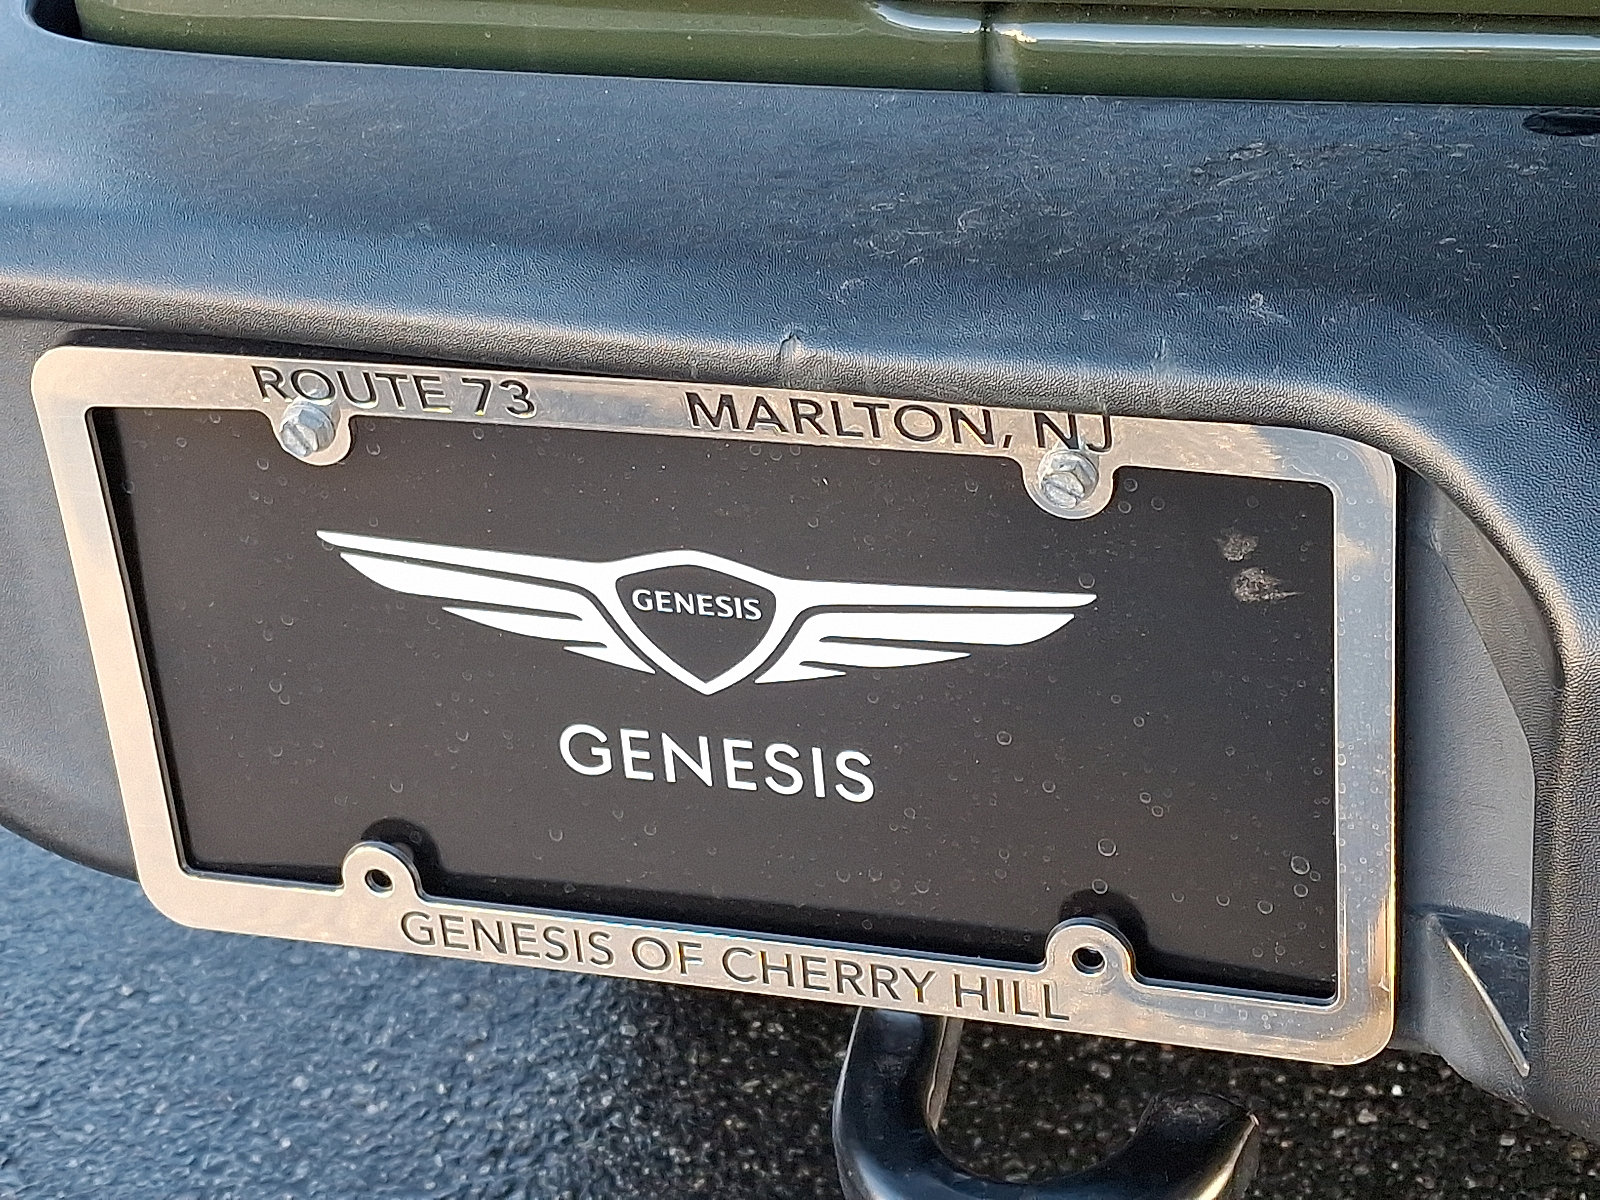 ROUTE 73 MARLTON, NJ
GENESIS
GENESIS
GENESIS OF CHERRY HILL